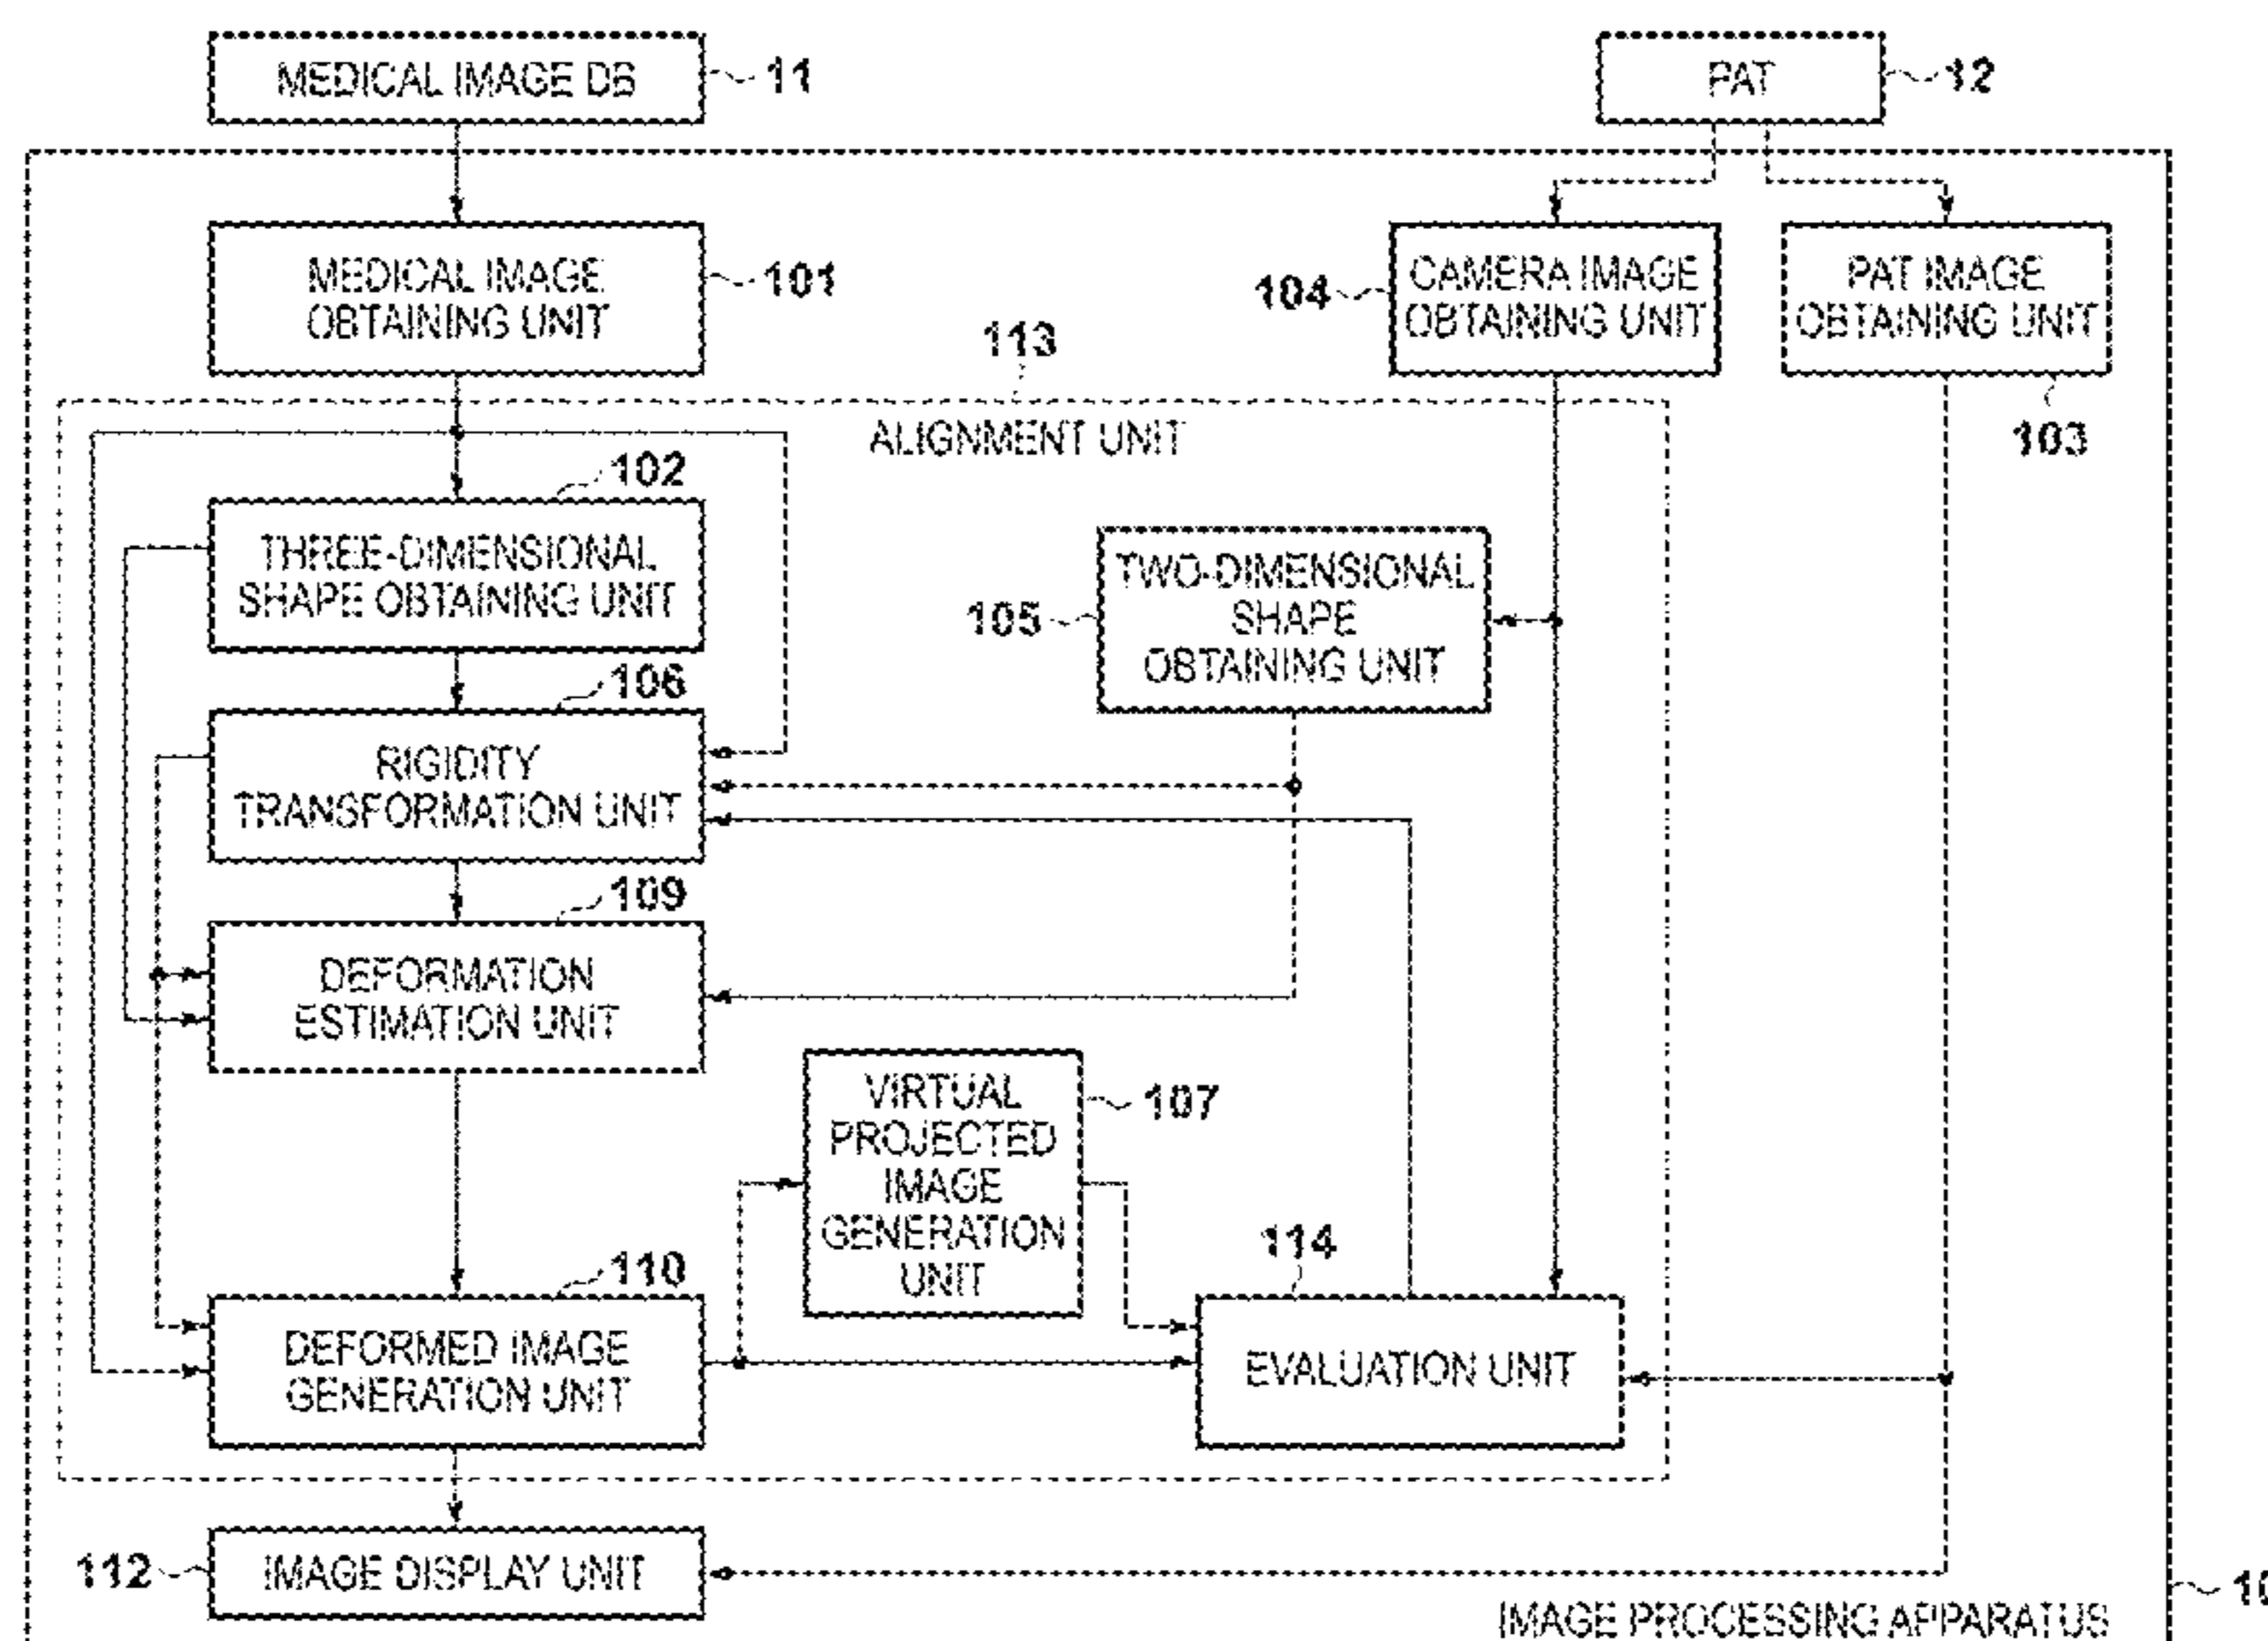 MEDICAL IMAGE DB
11
PAT
12
MEDICAL IMAGE
OBTAINING UNIT
101
104
CAMERA IMAGE
OBTAINING UNIT
PAT IMAGE
OBTAINING UNIT
103
113
ALIGNMENT UNIT
102
THREE-DIMENSIONAL
SHAPE OBTAINING UNIT
105
TWO-DIMENSIONAL
SHAPE
OBTAINING UNIT
106
RIGIDITY
TRANSFORMATION UNIT
109
DEFORMATION
ESTIMATION UNIT
VIRTUAL
PROJECTED
IMAGE
GENERATION
UNIT
107
110
DEFORMED IMAGE
GENERATION UNIT
114
EVALUATION UNIT
112
IMAGE DISPLAY UNIT
IMAGE PROCESSING APPARATUS